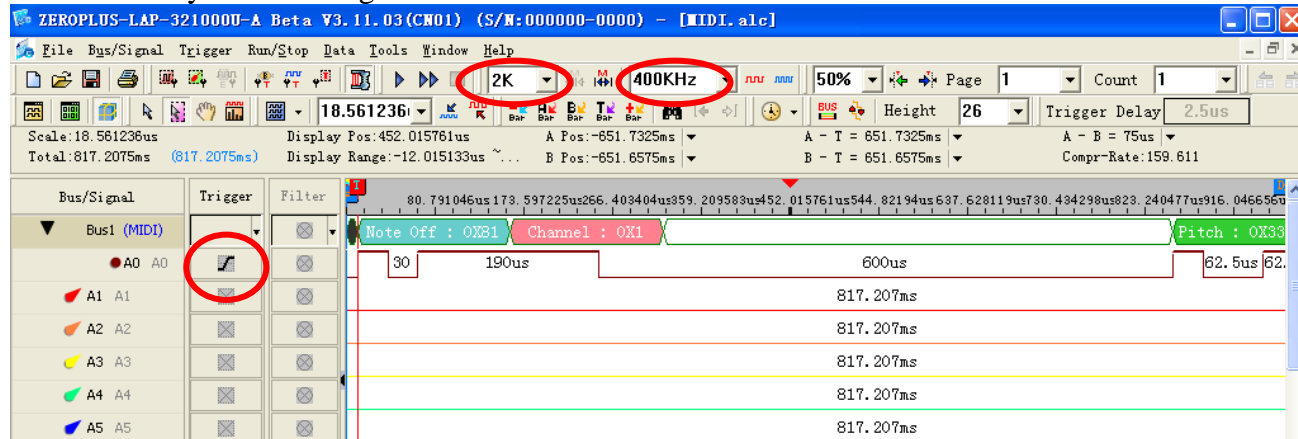 ZEROPLUS-LAP-321000U-A Beta V3.11.03(CN01) (S/N:000000-0000) - [MIDI.alc]
File Bus/Signal Trigger Run/Stop Data Tools Window Help
2K 400KHz 50% Page 1 Count 1
18.561236 Bar Bar Bar Bar Bar BUS Height 26 Trigger Delay 2.5us
Scale:18.561236us Display Pos:452.015761us A Pos:-651.7325ms A - T = 651.7325ms A - B = 75us
Total:817.2075ms (817.2075ms) Display Range:-12.015133us ~... B Pos:-651.6575ms B - T = 651.6575ms Compr-Rate:159.611
Bus/Signal Trigger Filter T 80.791046us 173.597225us 266.403404us 359.209583us 452.015761us 544.82194us 637.628119us 730.434298us 823.240477us 916.046656u
Bus1 (MIDI) Note Off : 0X81 Channel : 0X1 Pitch : 0X33
A0 A0 30 190us 600us 62.5us 62.
A1 A1 817.207ms
A2 A2 817.207ms
A3 A3 817.207ms
A4 A4 817.207ms
A5 A5 817.207ms